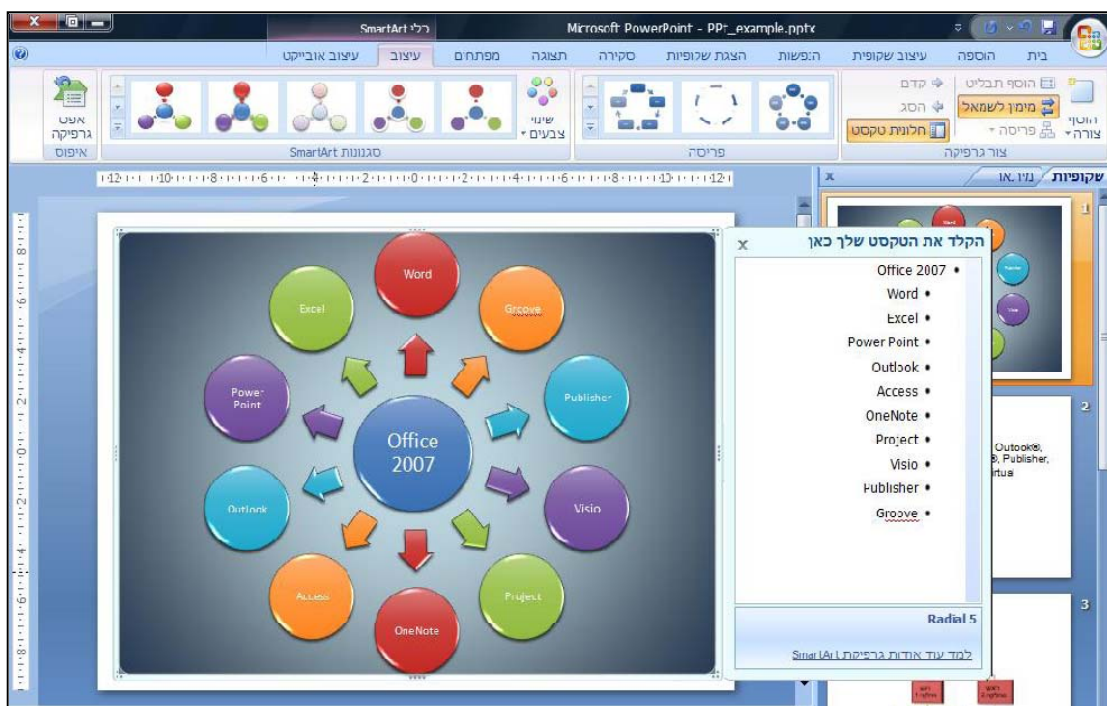 Microsoft PowerPoint - PPt_example.pptx
כלי SmartArt
בית
הוספה
עיצוב שקופית
הנפשות
הצגת שקופיות
סקירה
תצוגה
מפתחים
עיצוב
עיצוב אובייקט
הוסף צורה
הוסף תבליט
מימין לשמאל
פריסה
קדם
הסג
חלונית טקסט
צור גרפיקה
פריסה
שינוי צבעים
סגנונות SmartArt
אפס גרפיקה
איפוס
שקופיות
1
2
Outook®,
®, Publisher,
3
הקלד את הטקסט שלך כאן
Office 2007
Word
Excel
Power Point
Outlook
Access
OneNote
Project
Visio
Publisher
Groove
Radial 5
למד עוד אודות גרפיקת SmartArt
Word
Groove
Publisher
Visio
Project
OneNote
Access
Outlook
Power
Point
Excel
Office
2007